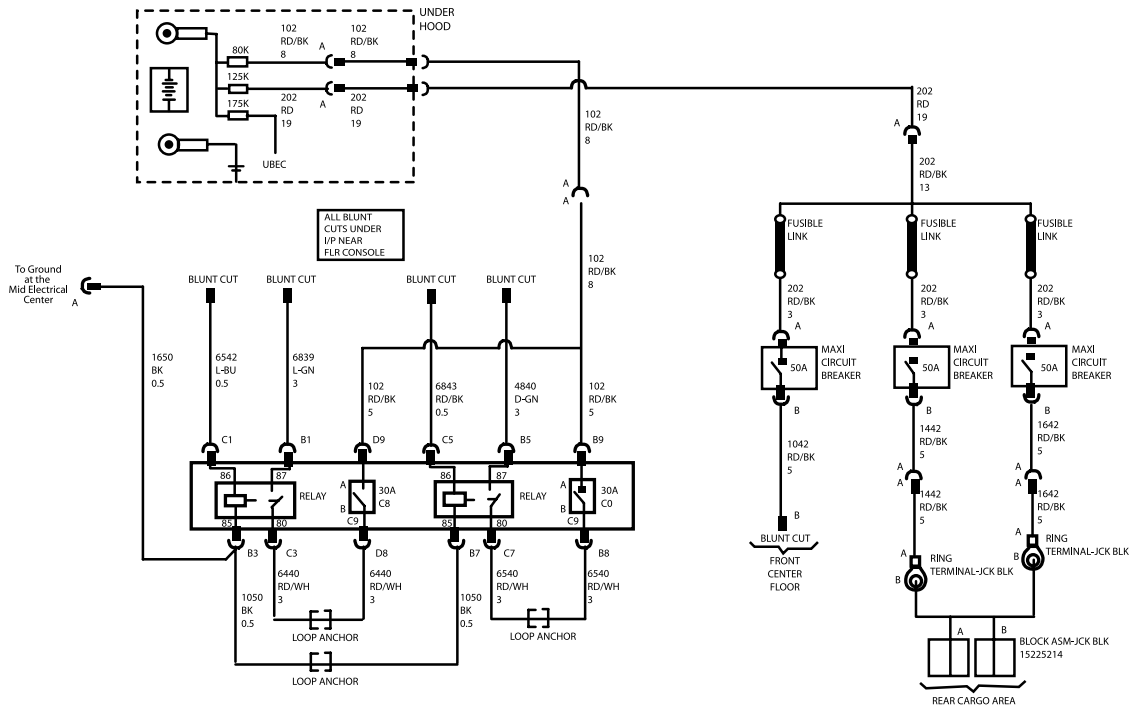 UNDER
HOOD
80K
102
RD/BK
8
A
102
RD/BK
8
125K
175K
202
RD
19
A
202
RD
19
UBEC
102
RD/BK
8
202
RD
19
A
202
RD/BK
13
A
A
ALL BLUNT
CUTS UNDER
I/P NEAR
FLR CONSOLE
102
RD/BK
8
FUSIBLE
LINK
FUSIBLE
LINK
FUSIBLE
LINK
To Ground
at the
Mid Electrical
Center
A
BLUNT CUT
BLUNT CUT
BLUNT CUT
BLUNT CUT
202
RD/BK
3
A
202
RD/BK
3
A
202
RD/BK
3
A
1650
BK
0.5
6542
L-BU
0.5
6839
L-GN
3
102
RD/BK
5
6843
RD/BK
0.5
4840
D-GN
3
102
RD/BK
5
50A
MAXI
CIRCUIT
BREAKER
50A
MAXI
CIRCUIT
BREAKER
50A
MAXI
CIRCUIT
BREAKER
B
B
B
C1
B1
D9
C5
B5
B9
1042
RD/BK
5
1442
RD/BK
5
1642
RD/BK
5
86
87
RELAY
85
80
A
B
30A
C8
C9
86
87
RELAY
85
80
A
B
30A
C0
C9
A
A
1442
RD/BK
5
1642
RD/BK
5
B3
C3
D8
B7
C7
B8
B
BLUNT CUT
FRONT
CENTER
FLOOR
A
B
RING
TERMINAL-JCK BLK
A
B
RING
TERMINAL-JCK BLK
1050
BK
0.5
6440
RD/WH
3
6440
RD/WH
3
1050
BK
0.5
6540
RD/WH
3
6540
RD/WH
3
LOOP ANCHOR
LOOP ANCHOR
LOOP ANCHOR
A
B
BLOCK ASM-JCK BLK
15225214
REAR CARGO AREA